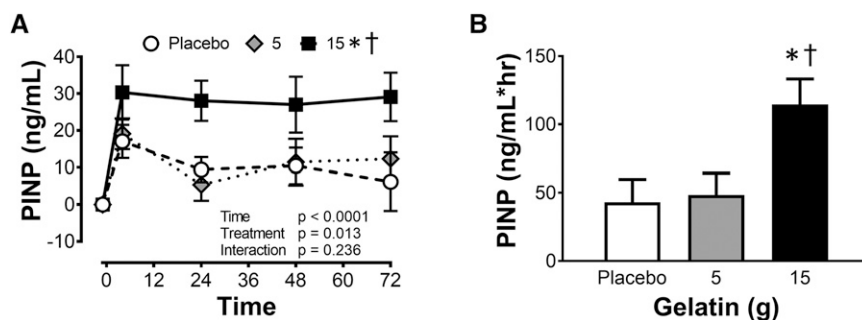 A
Placebo 5 15 * †
PINP (ng/mL)
40
30
20
10
0
-10
Time p < 0.0001
Treatment p = 0.013
Interaction p = 0.236
0 12 24 36 48 60 72
Time
B
PINP (ng/mL*hr)
150
100
50
0
* †
Placebo 5 15
Gelatin (g)